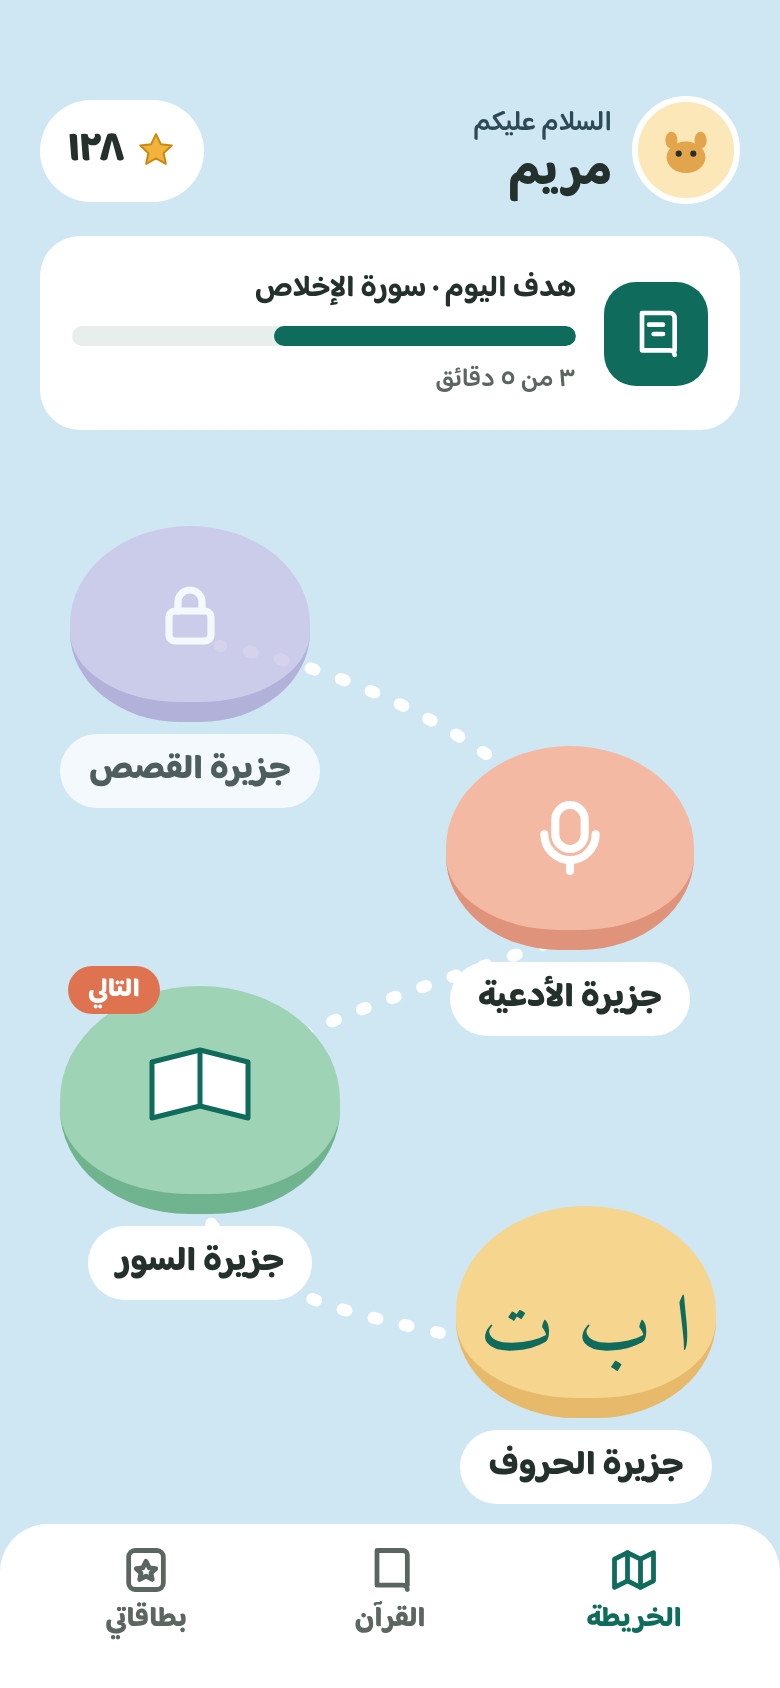 السلام عليكم
مريم
١٢٨
هدف اليوم · سورة الإخلاص
٣ من ٥ دقائق
جزيرة القصص
جزيرة الأدعية
التالي
جزيرة السور
ا ب ت
جزيرة الحروف
الخريطة
القرآن
بطاقاتي